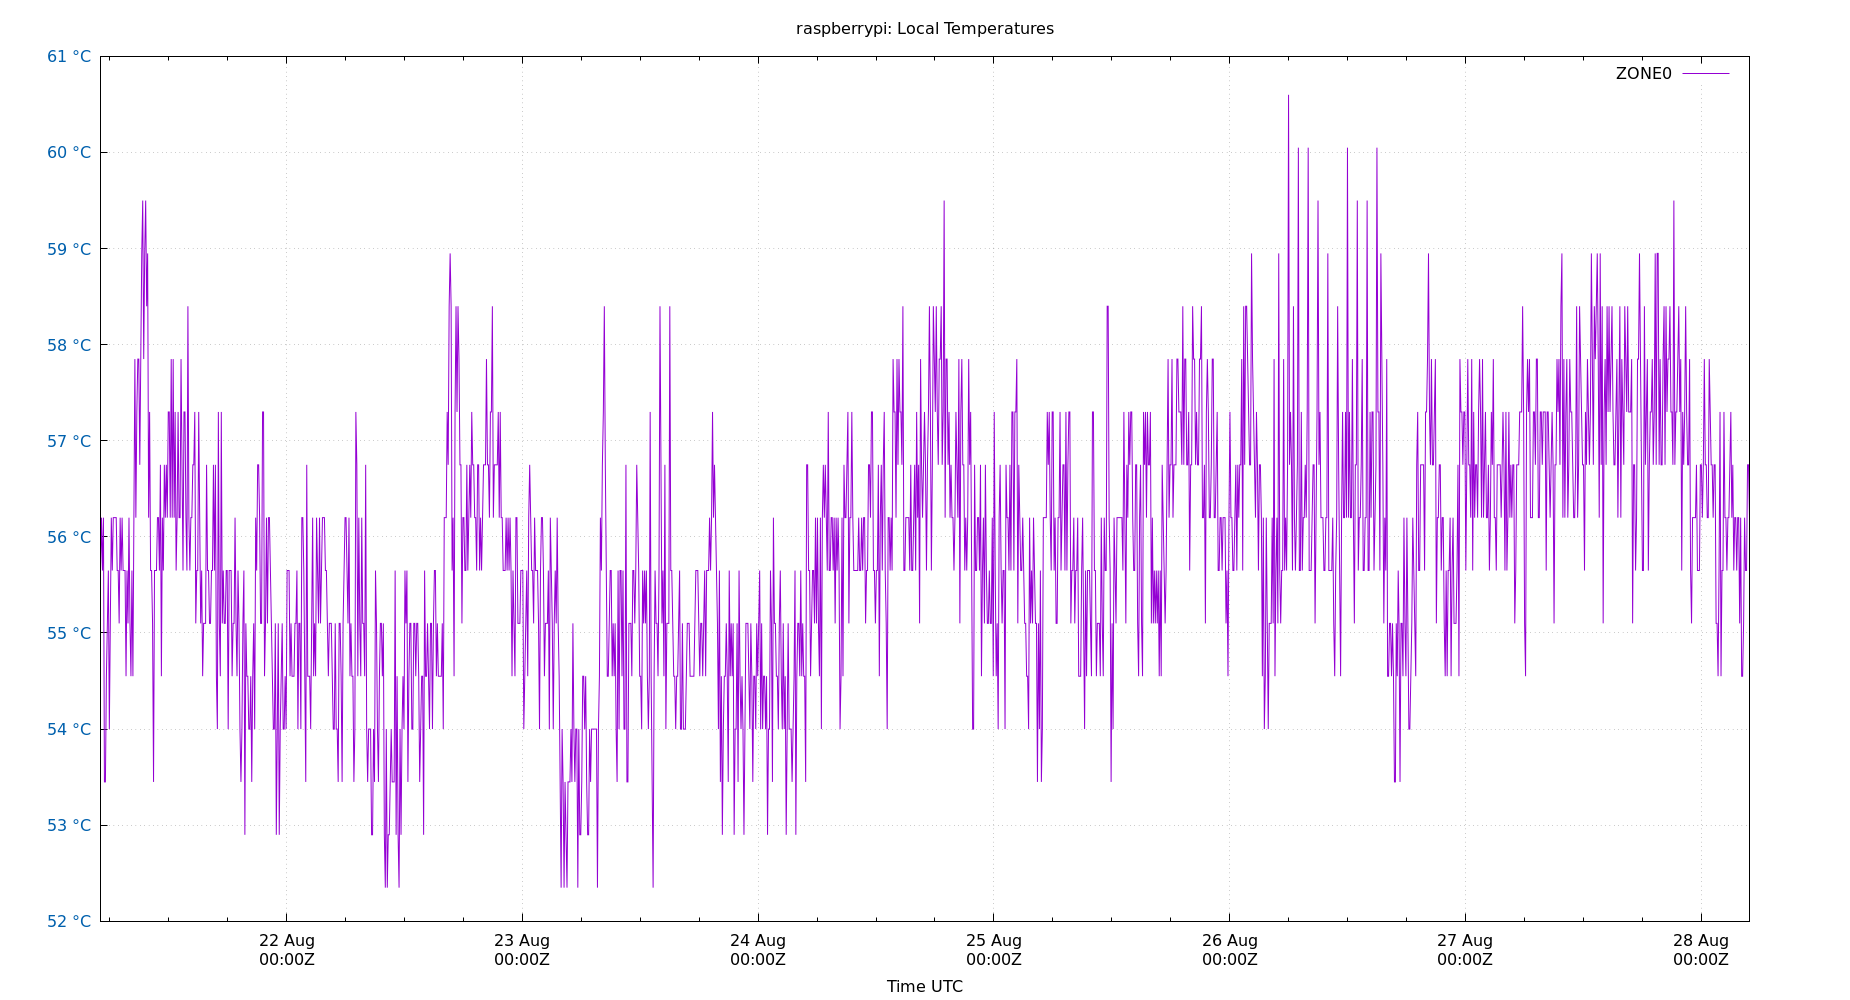 raspberrypi: Local Temperatures
61 °C
ZONE0
60 °C
59 °C
58 °C
57 °C
56 °C
55 °C
54 °C
53 °C
52 °C
22 Aug
00:00Z
23 Aug
00:00Z
24 Aug
00:00Z
25 Aug
00:00Z
26 Aug
00:00Z
27 Aug
00:00Z
28 Aug
00:00Z
Time UTC